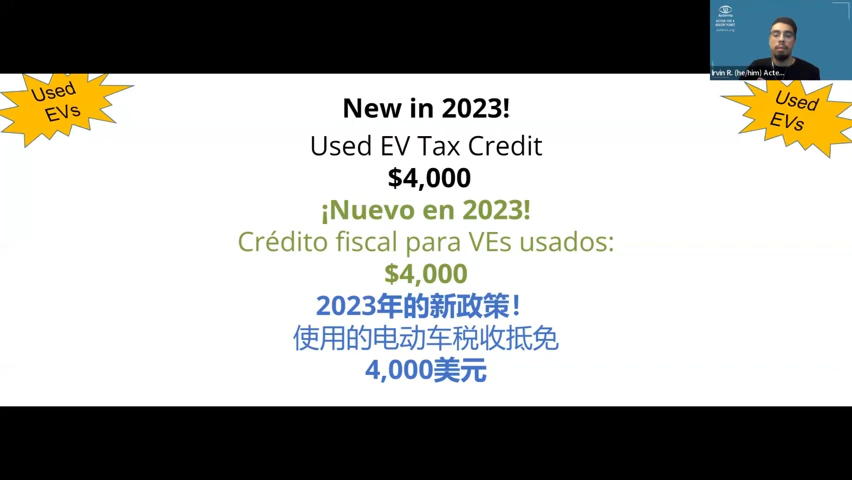 Irvin R. (he/him) Acte...
Used
EVs
Used
EVs
New in 2023!
Used EV Tax Credit
$4,000
¡Nuevo en 2023!
Crédito fiscal para VEs usados:
$4,000
2023年的新政策！
使用的电动车税收抵免
4,000美元